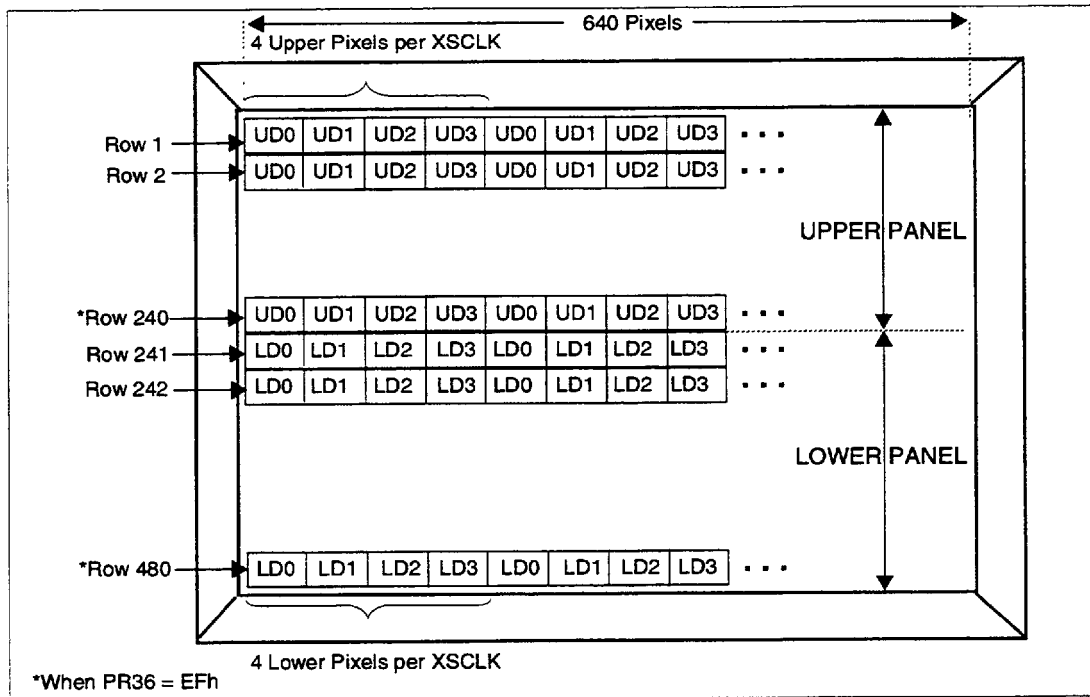 640 Pixels
4 Upper Pixels per XSCLK
Row 1 UD0 UD1 UD2 UD3 UD0 UD1 UD2 UD3 . . .
Row 2 UD0 UD1 UD2 UD3 UD0 UD1 UD2 UD3 . . .
UPPER PANEL
*Row 240 UD0 UD1 UD2 UD3 UD0 UD1 UD2 UD3 . . .
Row 241 LD0 LD1 LD2 LD3 LD0 LD1 LD2 LD3 . . .
Row 242 LD0 LD1 LD2 LD3 LD0 LD1 LD2 LD3 . . .
LOWER PANEL
*Row 480 LD0 LD1 LD2 LD3 LD0 LD1 LD2 LD3 . . .
4 Lower Pixels per XSCLK
*When PR36 = EFh